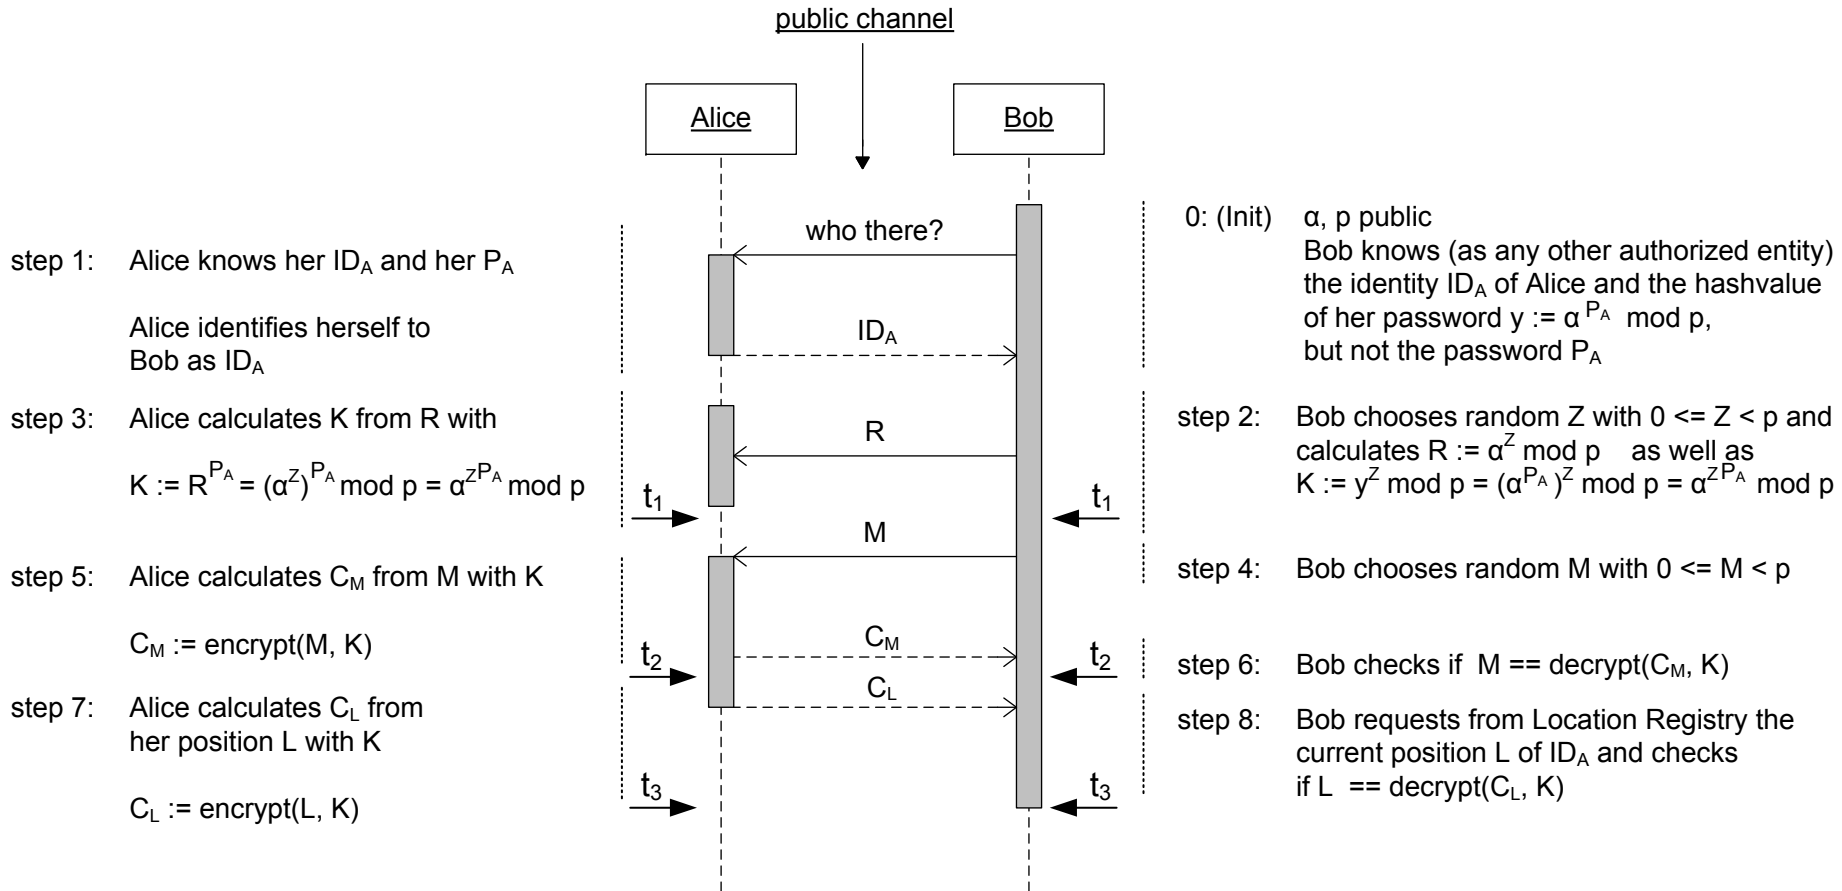 public channel
Alice
Bob
0: (Init) α, p public
Bob knows (as any other authorized entity)
the identity ID_A of Alice and the hashvalue
of her password y := α^{P_A} mod p,
but not the password P_A
who there?
step 1: Alice knows her ID_A and her P_A
Alice identifies herself to
Bob as ID_A
ID_A
step 2: Bob chooses random Z with 0 <= Z < p and
calculates R := α^Z mod p as well as
K := y^Z mod p = (α^{P_A})^Z mod p = α^{ZP_A} mod p
R
step 3: Alice calculates K from R with
K := R^{P_A} = (α^Z)^{P_A} mod p = α^{ZP_A} mod p
t_1
t_1
M
step 4: Bob chooses random M with 0 <= M < p
step 5: Alice calculates C_M from M with K
C_M := encrypt(M, K)
C_M
t_2
t_2
step 6: Bob checks if M == decrypt(C_M, K)
C_L
step 7: Alice calculates C_L from
her position L with K
C_L := encrypt(L, K)
step 8: Bob requests from Location Registry the
current position L of ID_A and checks
if L == decrypt(C_L, K)
t_3
t_3